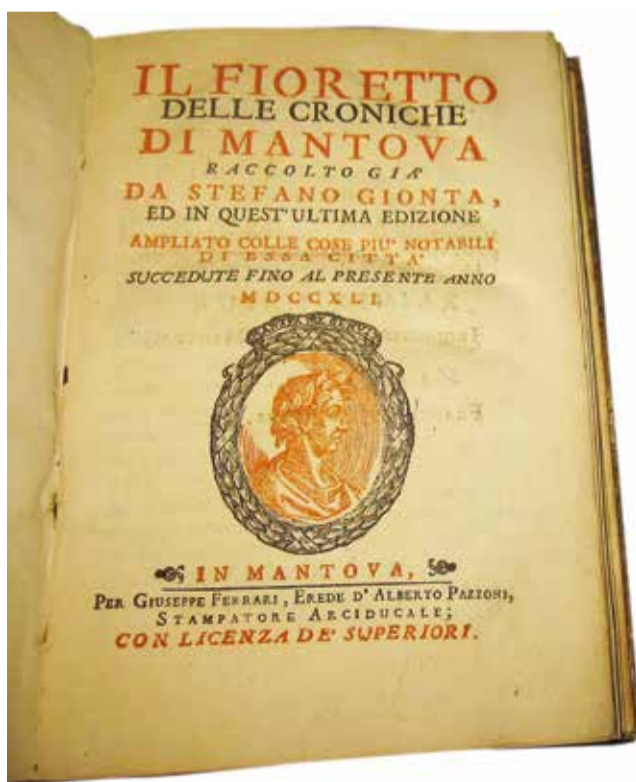 IL FIORETTO
DELLE CRONICHE
DI MANTOVA
RACCOLTO GIA'
DA STEFANO GIONTA,
ED IN QUEST'ULTIMA EDIZIONE
AMPLIATO COLLE COSE PIU' NOTABILI
DI ESSA CITTA'
SUCCEDUTE FINO AL PRESENTE ANNO
MDCCXLI.
IN MANTOVA,
PER GIUSEPPE FERRARI, EREDE D'ALBERTO PAZZONI,
STAMPATORE ARCIDUCALE;
CON LICENZA DE' SUPERIORI.